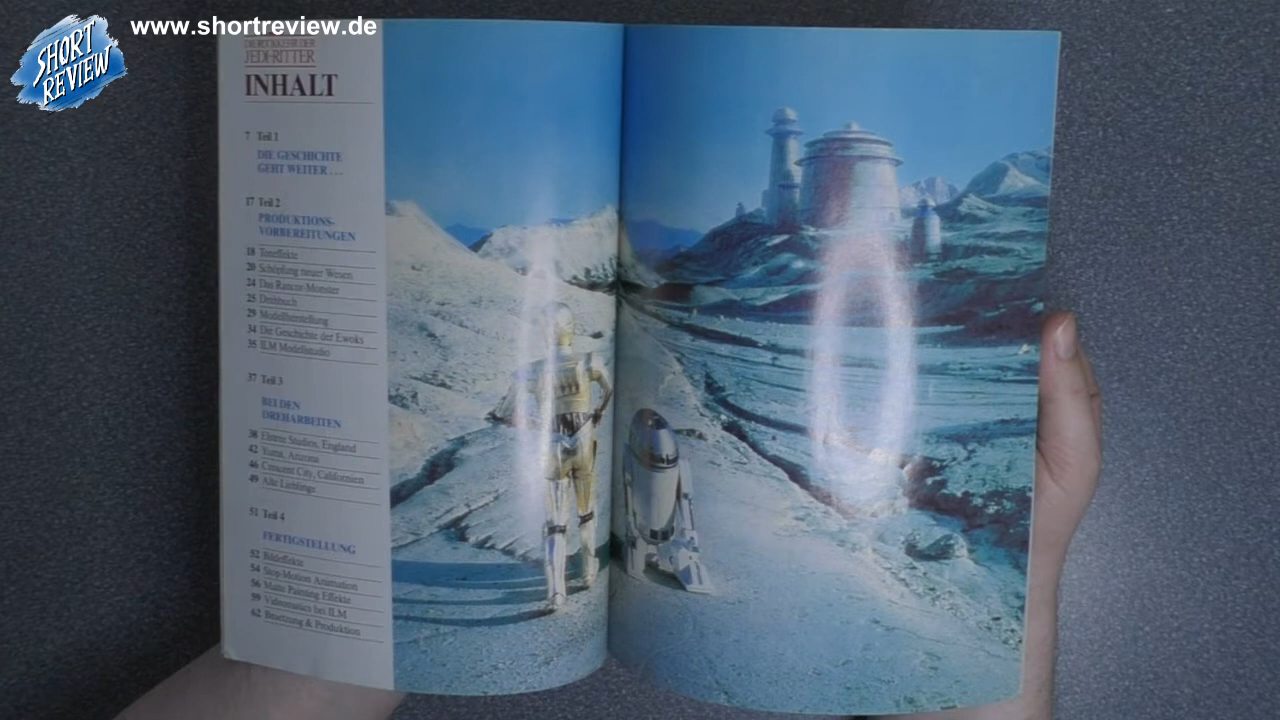 SHORT
REVIEW
www.shortreview.de
DIE RÜCKKEHR DER
JEDI-RITTER
INHALT
7 Teil 1
DIE GESCHICHTE
GEHT WEITER . . .
17 Teil 2
PRODUKTIONS-
VORBEREITUNGEN
18 Toneffekte
20 Schöpfung neuer Wesen
24 Das Rancor-Monster
25 Drehbuch
29 Modellherstellung
34 Die Geschichte der Ewoks
35 ILM Modellstudio
37 Teil 3
BEI DEN
DREHARBEITEN
38 Elstree Studios, England
42 Yuma, Arizona
46 Crescent City, Californien
49 Alte Lieblinge
51 Teil 4
FERTIGSTELLUNG
52 Bildeffekte
54 Stop-Motion Animation
56 Matte Painting Effekte
59 Videomatics bei ILM
62 Besetzung & Produktion